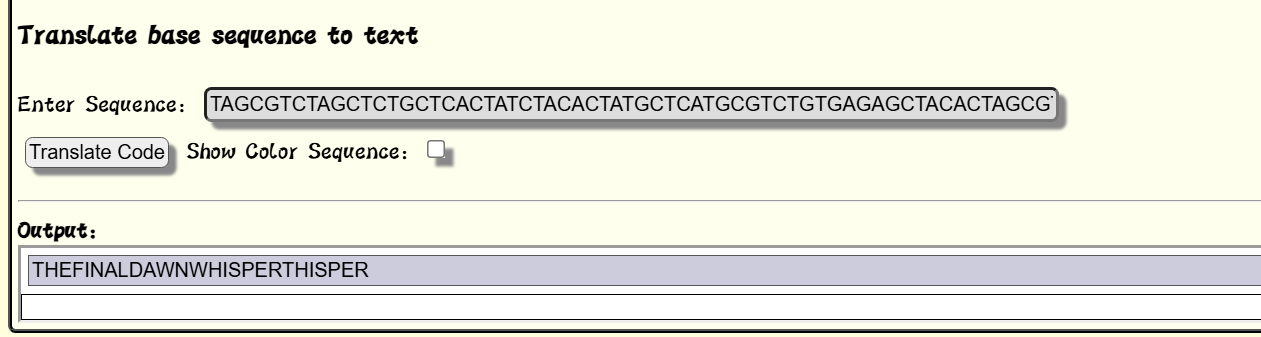 Translate base sequence to text
Enter Sequence: TAGCGTCTAGCTCTGCTCACTATCTACACTATGCTCATGCGTCTGTGAGAGCTACACTAGCG
Translate Code Show Color Sequence:
Output:
THEFINALDAWNWHISPERTHISPER